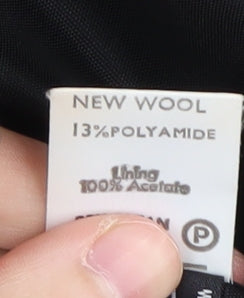 NEW WOOL
13%POLYAMIDE
Lining
100% Acetate
P